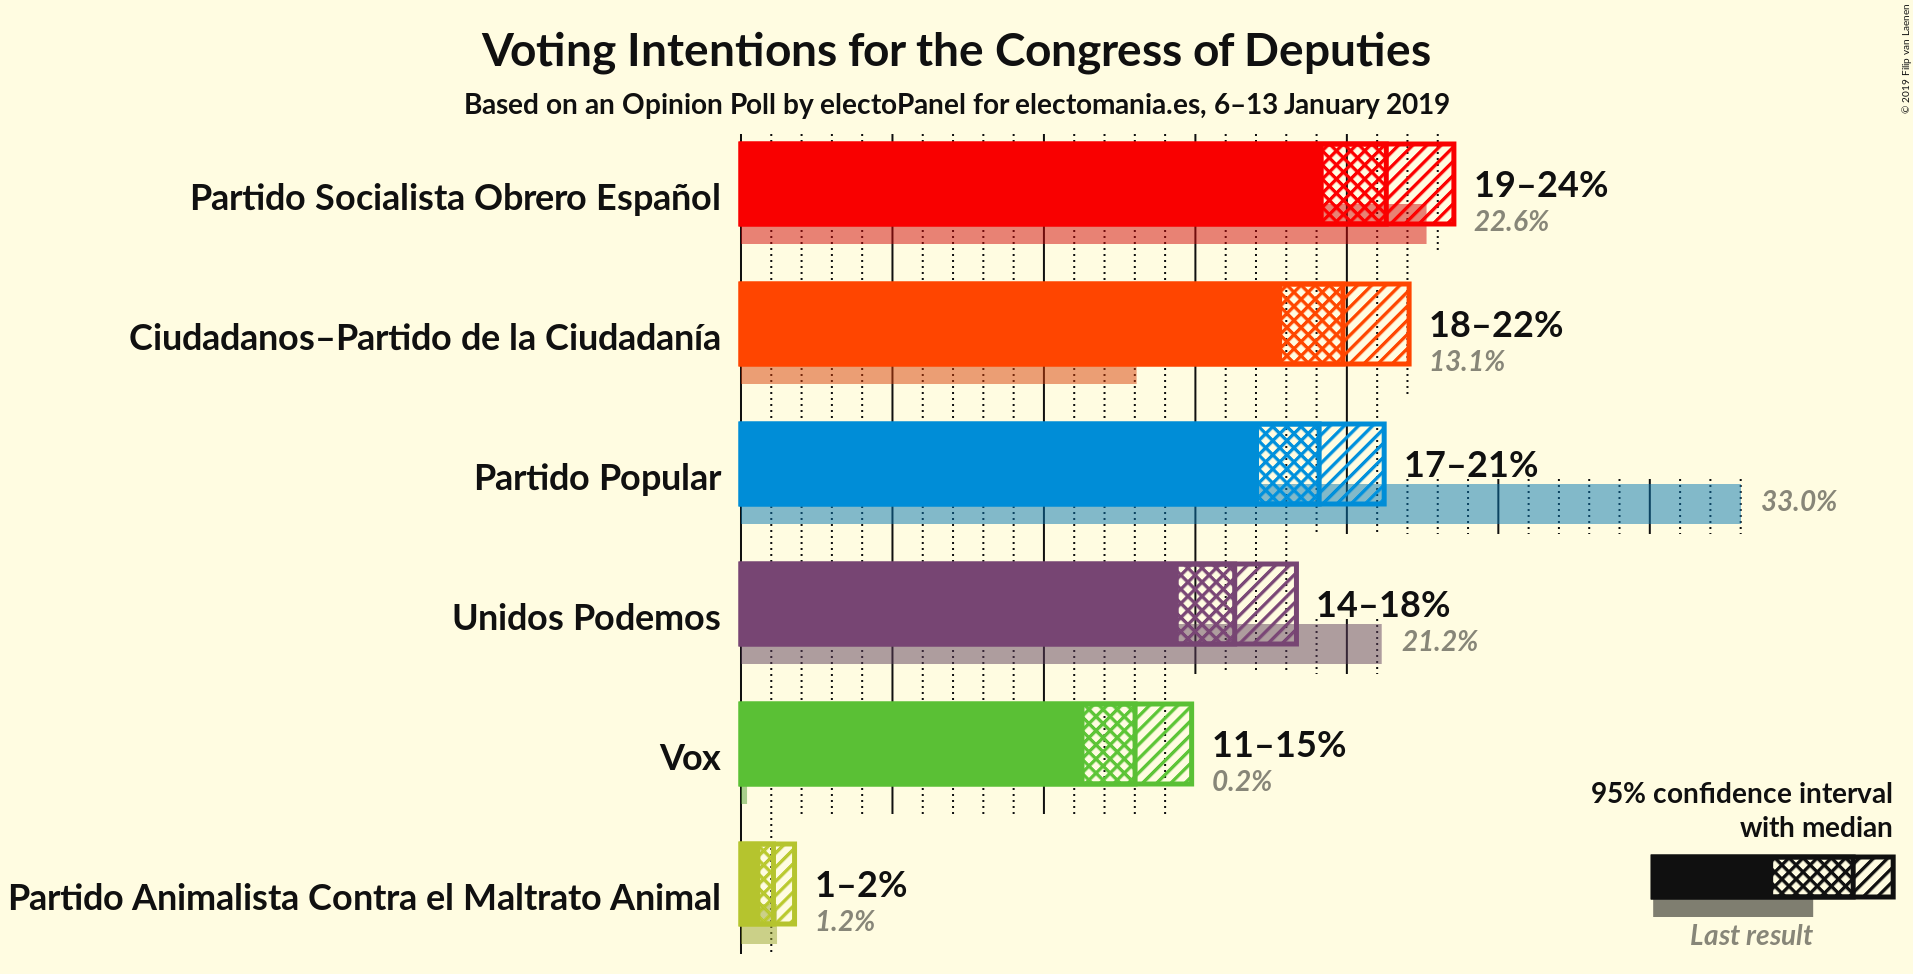 Voting Intentions for the Congress of Deputies
Based on an Opinion Poll by electoPanel for electomania.es, 6–13 January 2019
© 2019 Filip van Laenen
Partido Socialista Obrero Español
19–24%
22.6%
Ciudadanos–Partido de la Ciudadanía
18–22%
13.1%
Partido Popular
17–21%
33.0%
Unidos Podemos
14–18%
21.2%
Vox
11–15%
0.2%
Partido Animalista Contra el Maltrato Animal
1–2%
1.2%
95% confidence interval
with median
Last result